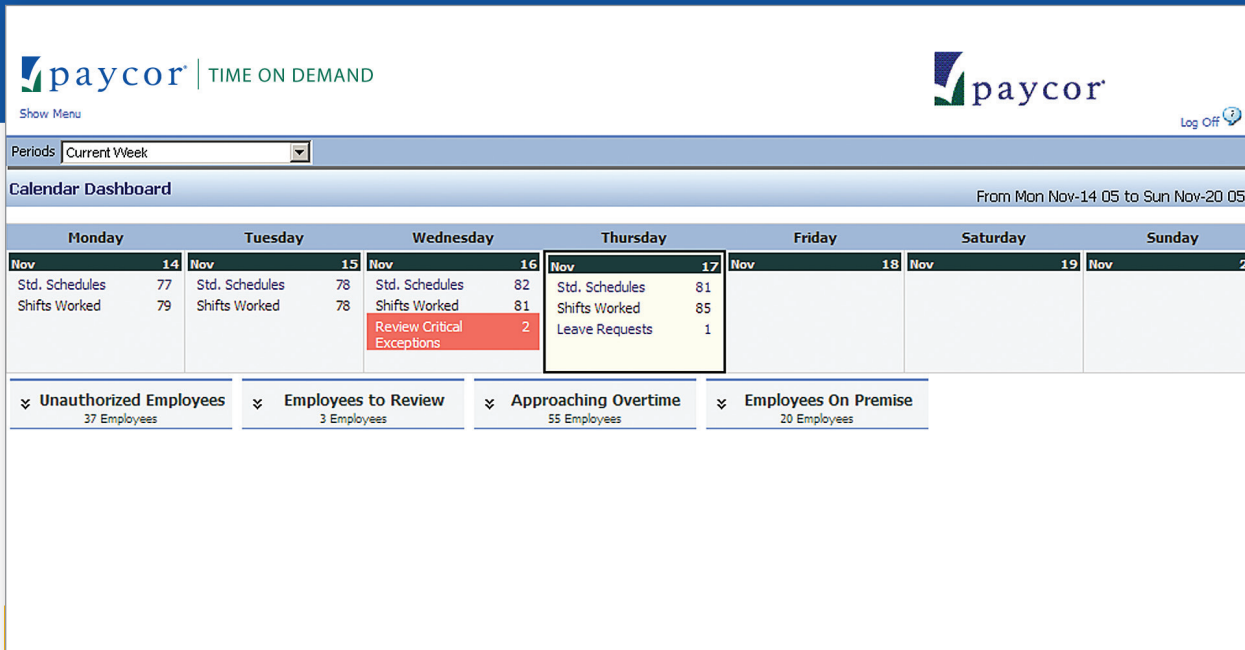 paycor® | TIME ON DEMAND
paycor
Show Menu
Log Off
Periods Current Week
Calendar Dashboard
From Mon Nov-14 05 to Sun Nov-20 05
Monday Tuesday Wednesday Thursday Friday Saturday Sunday
Nov 14 Nov 15 Nov 16 Nov 17 Nov 18 Nov 19 Nov
Std. Schedules 77 Std. Schedules 78 Std. Schedules 82 Std. Schedules 81
Shifts Worked 79 Shifts Worked 78 Shifts Worked 81 Shifts Worked 85
Review Critical 2 Leave Requests 1
Exceptions
Unauthorized Employees Employees to Review Approaching Overtime Employees On Premise
37 Employees 3 Employees 55 Employees 20 Employees